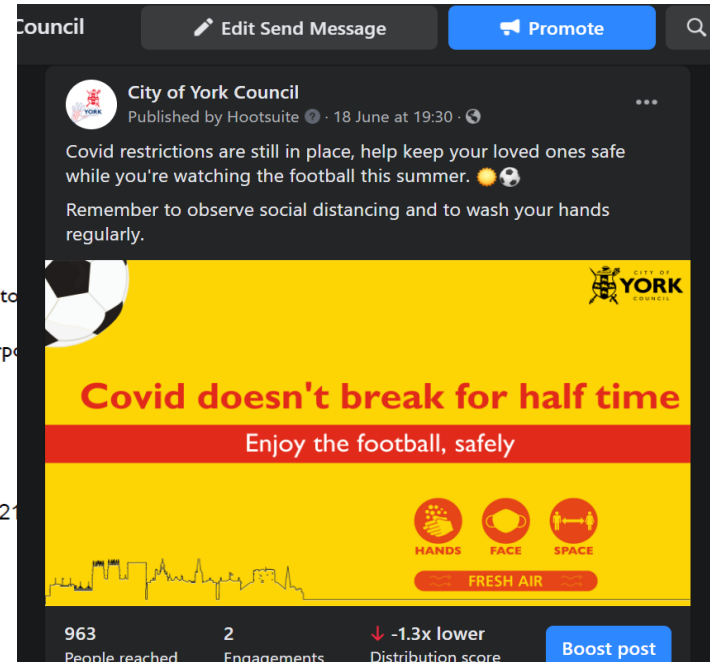 Council
Edit Send Message
Promote
City of York Council
Published by Hootsuite · 18 June at 19:30 ·
Covid restrictions are still in place, help keep your loved ones safe
while you're watching the football this summer.
Remember to observe social distancing and to wash your hands
regularly.
to
21
CITY OF
YORK
COUNCIL
Covid doesn't break for half time
Enjoy the football, safely
HANDS FACE SPACE
FRESH AIR
963
People reached
2
Engagements
-1.3x lower
Distribution score
Boost post